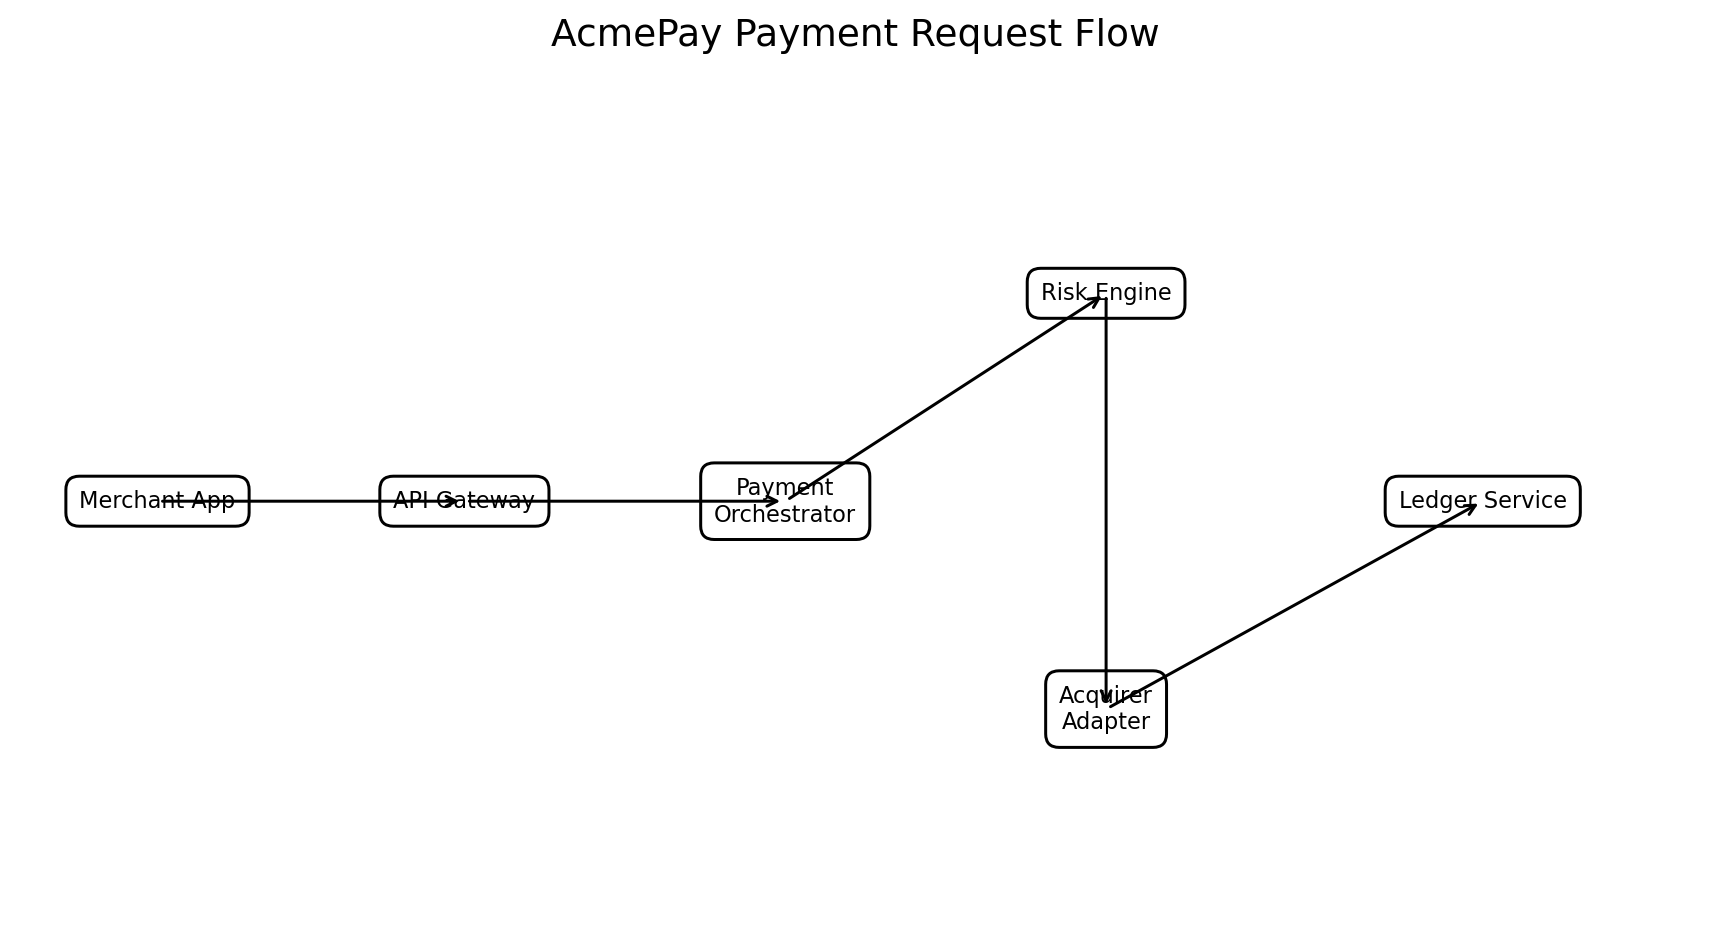 AcmePay Payment Request Flow
Merchant App
API Gateway
Payment
Orchestrator
Risk Engine
Acquirer
Adapter
Ledger Service